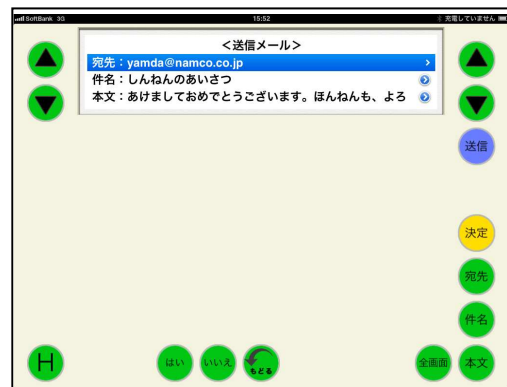 SoftBank 3G 15:52 充電していません
<送信メール>
宛先：yamda@namco.co.jp
件名：しんねんのあいさつ
本文：あけましておめでとうございます。ほんねんも、よろ
送信
決定
宛先
件名
H はい いいえ もどる 全画面 本文